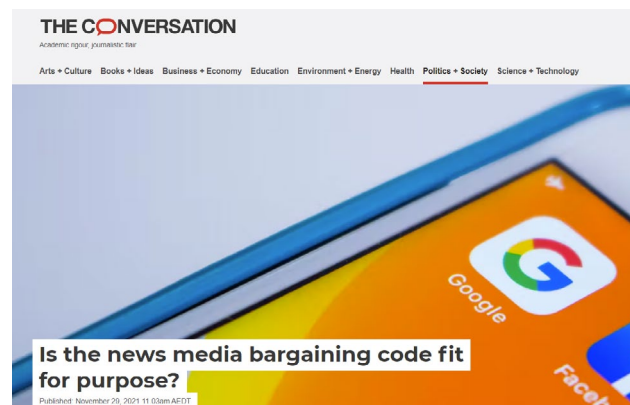 THE CONVERSATION
Academic rigour, journalistic flair
Arts + Culture Books + Ideas Business + Economy Education Environment + Energy Health Politics + Society Science + Technology
Google
Faceb
Is the news media bargaining code fit
for purpose?
Published: November 29, 2021 11.03am AEDT